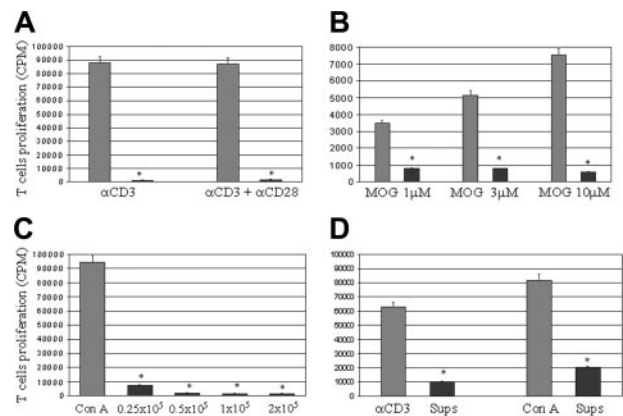 A
T cells proliferation (CPM)
100000
90000
80000
70000
60000
50000
40000
30000
20000
10000
0
*
*
αCD3
αCD3 + αCD28
B
8000
7000
6000
5000
4000
3000
2000
1000
0
*
*
*
MOG 1µM
MOG 3µM
MOG 10µM
C
T cells proliferation (CPM)
100000
90000
80000
70000
60000
50000
40000
30000
20000
10000
0
*
*
*
*
Con A
0.25x10⁵
0.5x10⁵
1x10⁵
2x10⁵
D
100000
90000
80000
70000
60000
50000
40000
30000
20000
10000
0
*
*
αCD3
Sups
Con A
Sups